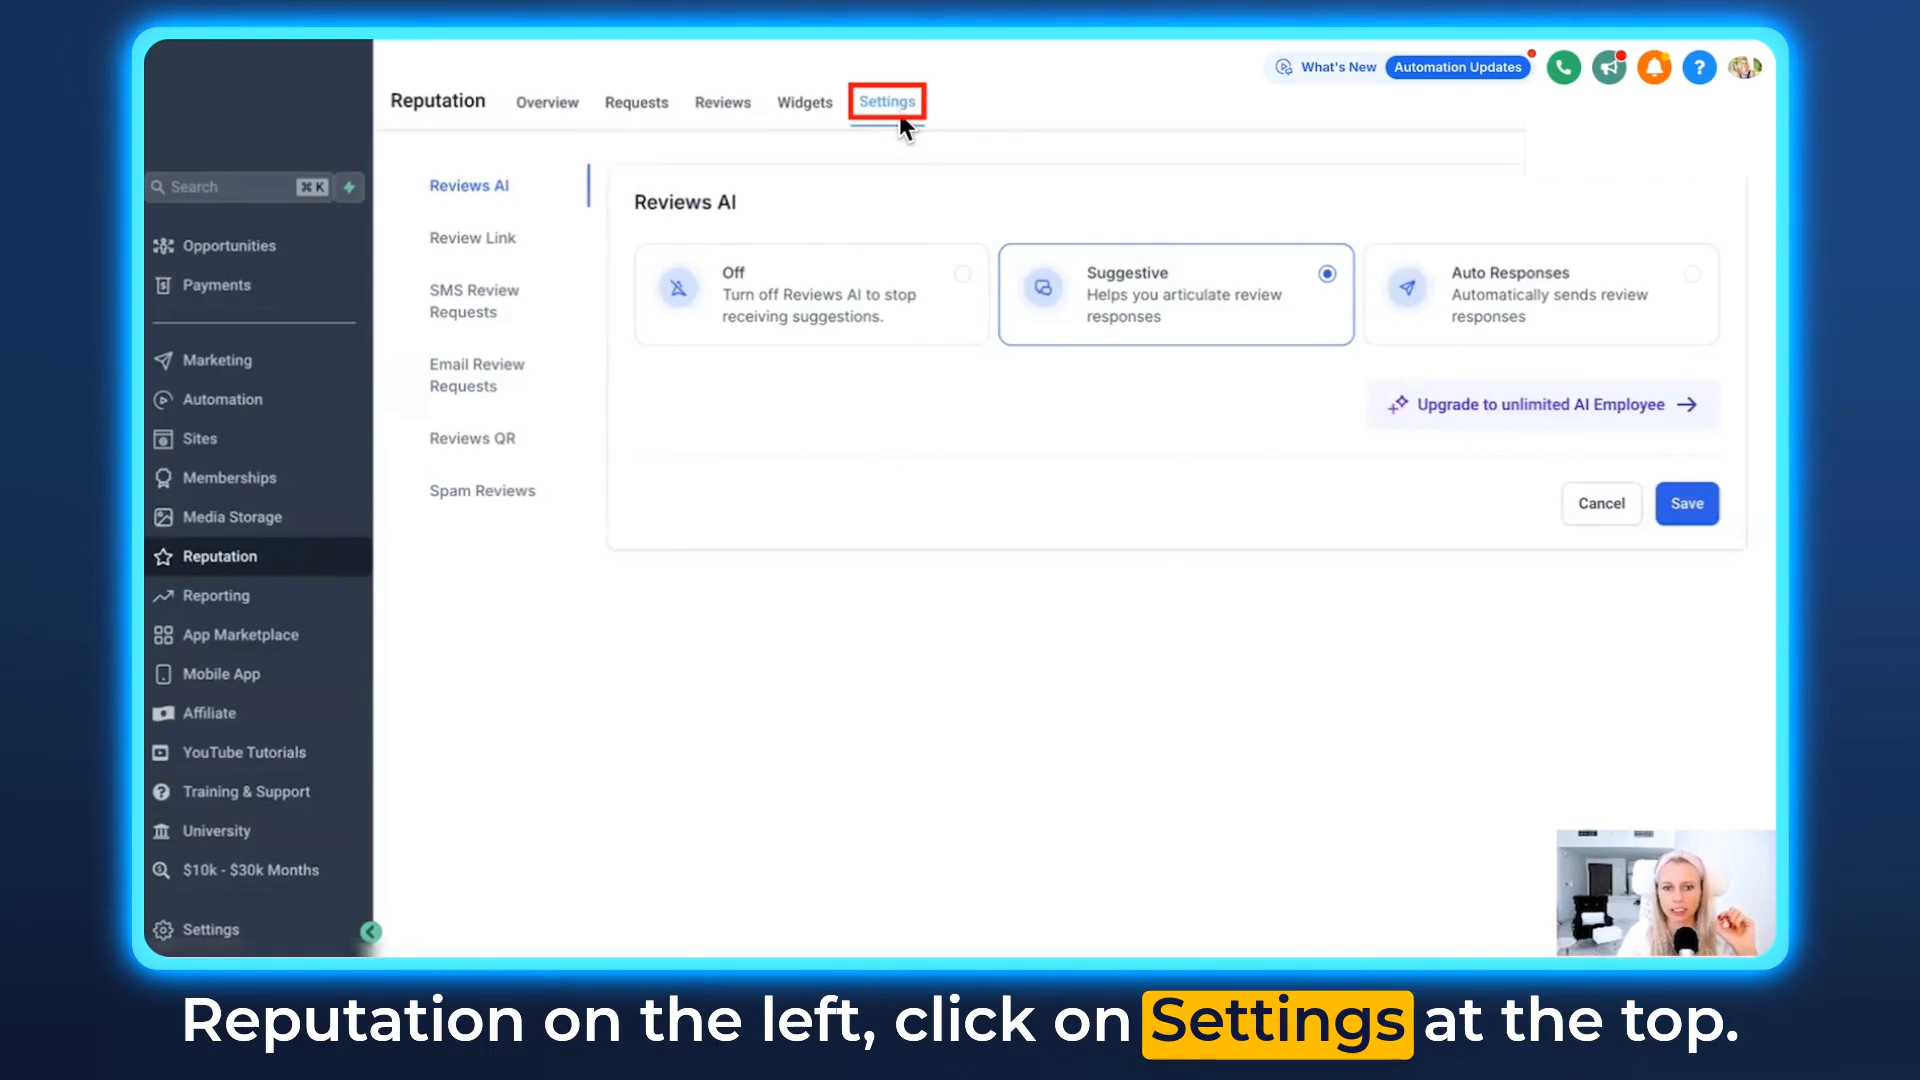 What's New
Automation Updates
Reputation
Overview
Requests
Reviews
Widgets
Settings
Search
⌘ K
Opportunities
Payments
Marketing
Automation
Sites
Memberships
Media Storage
Reputation
Reporting
App Marketplace
Mobile App
Affiliate
YouTube Tutorials
Training & Support
University
$10k - $30k Months
Settings
Reviews AI
Review Link
SMS Review
Requests
Email Review
Requests
Reviews QR
Spam Reviews
Reviews AI
Off
Turn off Reviews AI to stop
receiving suggestions.
Suggestive
Helps you articulate review
responses
Auto Responses
Automatically sends review
responses
Upgrade to unlimited AI Employee
Cancel
Save
Reputation on the left, click on Settings at the top.